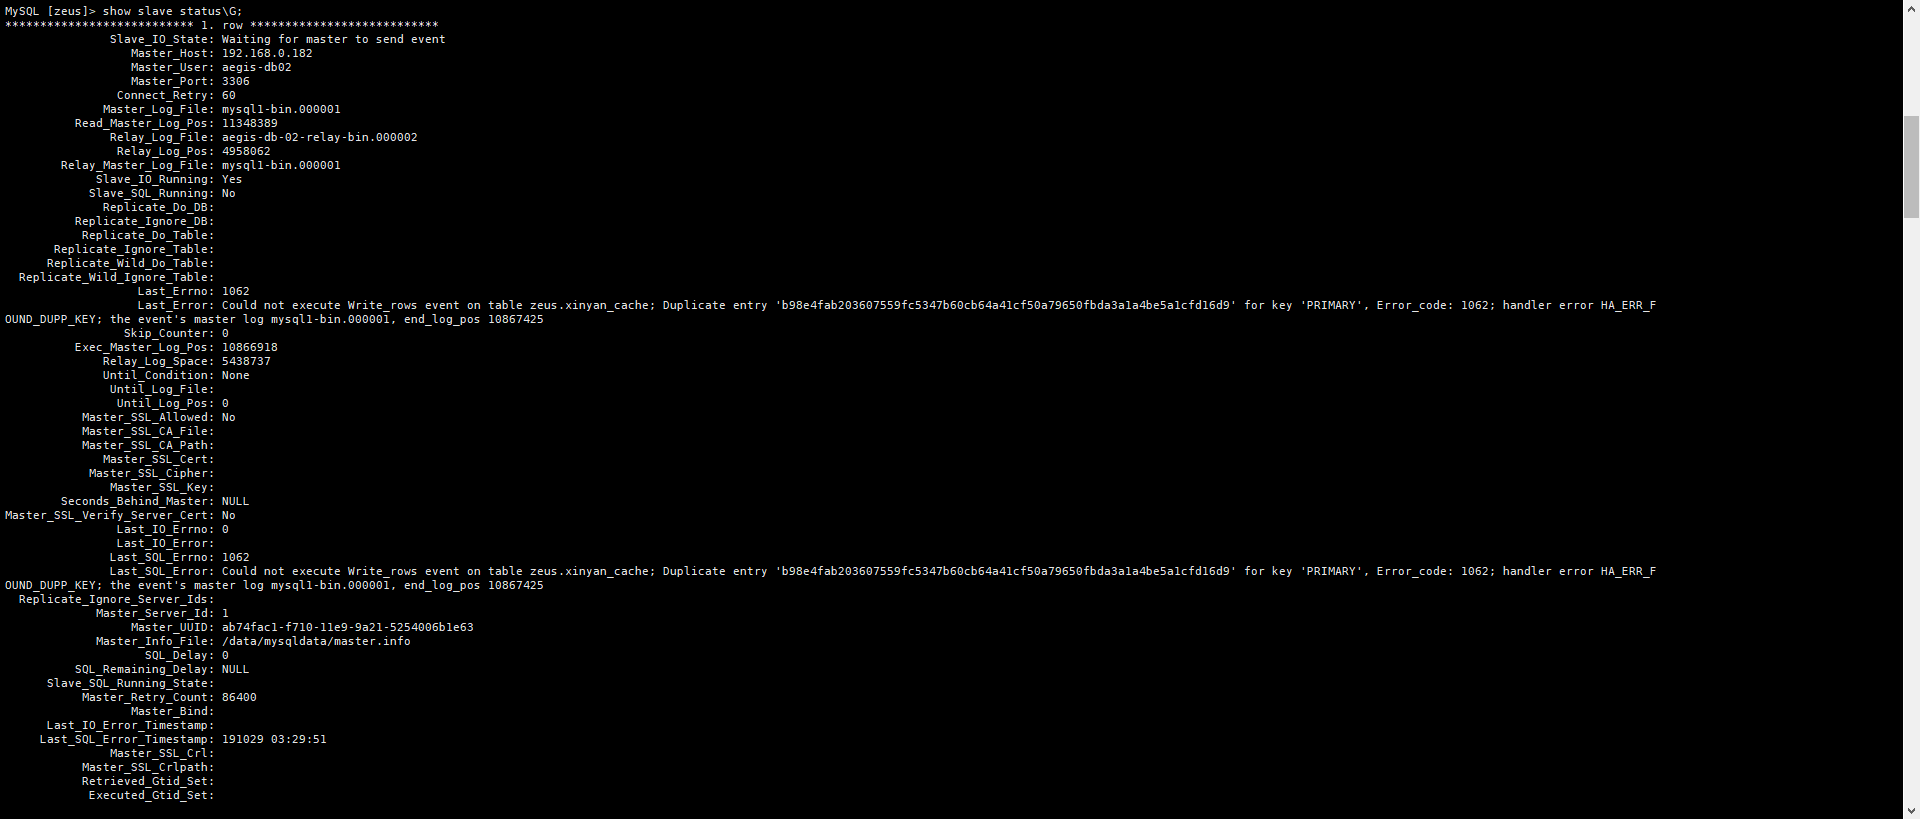 MySQL [zeus]> show slave status\G;
*************************** 1. row ***************************
Slave_IO_State: Waiting for master to send event
Master_Host: 192.168.0.182
Master_User: aegis-db02
Master_Port: 3306
Connect_Retry: 60
Master_Log_File: mysql1-bin.000001
Read_Master_Log_Pos: 11348389
Relay_Log_File: aegis-db-02-relay-bin.000002
Relay_Log_Pos: 4958062
Relay_Master_Log_File: mysql1-bin.000001
Slave_IO_Running: Yes
Slave_SQL_Running: No
Replicate_Do_DB:
Replicate_Ignore_DB:
Replicate_Do_Table:
Replicate_Ignore_Table:
Replicate_Wild_Do_Table:
Replicate_Wild_Ignore_Table:
Last_Errno: 1062
Last_Error: Could not execute Write_rows event on table zeus.xinyan_cache; Duplicate entry 'b98e4fab203607559fc5347b60cb64a41cf50a79650fbda3a1a4be5a1cfd16d9' for key 'PRIMARY', Error_code: 1062; handler error HA_ERR_F
OUND_DUPP_KEY; the event's master log mysql1-bin.000001, end_log_pos 10867425
Skip_Counter: 0
Exec_Master_Log_Pos: 10866918
Relay_Log_Space: 5438737
Until_Condition: None
Until_Log_File:
Until_Log_Pos: 0
Master_SSL_Allowed: No
Master_SSL_CA_File:
Master_SSL_CA_Path:
Master_SSL_Cert:
Master_SSL_Cipher:
Master_SSL_Key:
Seconds_Behind_Master: NULL
Master_SSL_Verify_Server_Cert: No
Last_IO_Errno: 0
Last_IO_Error:
Last_SQL_Errno: 1062
Last_SQL_Error: Could not execute Write_rows event on table zeus.xinyan_cache; Duplicate entry 'b98e4fab203607559fc5347b60cb64a41cf50a79650fbda3a1a4be5a1cfd16d9' for key 'PRIMARY', Error_code: 1062; handler error HA_ERR_F
OUND_DUPP_KEY; the event's master log mysql1-bin.000001, end_log_pos 10867425
Replicate_Ignore_Server_Ids:
Master_Server_Id: 1
Master_UUID: ab74fac1-f710-11e9-9a21-5254006b1e63
Master_Info_File: /data/mysqldata/master.info
SQL_Delay: 0
SQL_Remaining_Delay: NULL
Slave_SQL_Running_State:
Master_Retry_Count: 86400
Master_Bind:
Last_IO_Error_Timestamp:
Last_SQL_Error_Timestamp: 191029 03:29:51
Master_SSL_Crl:
Master_SSL_Crlpath:
Retrieved_Gtid_Set:
Executed_Gtid_Set: